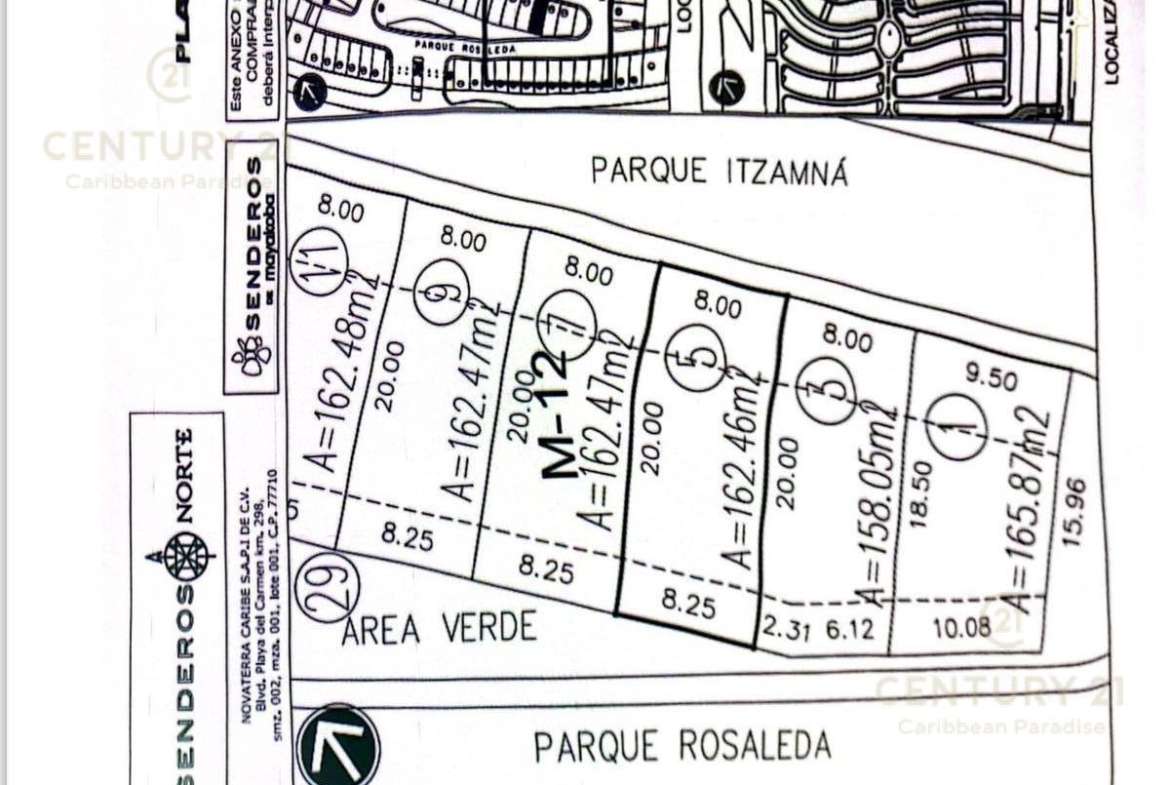 PLA
Este ANEXO
COMPRA
deberá Interp
PARQUE ROSALEDA
LOC
LOCALIZA
21
CENTURY 21
Caribbean Paradise
SENDEROS
DE mayakoba
PARQUE ITZAMNÁ
8.00
8.00
8.00
8.00
8.00
9.50
11
9
7
5
3
1
A=162.48m2
20.00
A=162.47m2
20.00
M-12
A=162.47m2
20.00
A=162.46m2
20.00
A=158.05m2
18.50
A=165.87m2
15.96
8.25
8.25
8.25
2.31
6.12
10.08
29
AREA VERDE
PARQUE ROSALEDA
SENDEROS NORTE
NOVATERRA CARIBE S.A.P.I DE C.V.
Blvd. Playa del Carmen km. 298,
smz. 002, mza. 001, lote 001, C.P. 77710
21
CENTURY 21
Caribbean Paradise